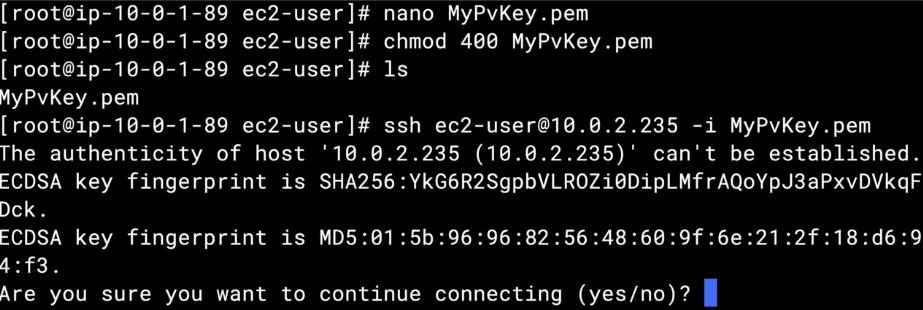 [root@ip-10-0-1-89 ec2-user]# nano MyPvKey.pem
[root@ip-10-0-1-89 ec2-user]# chmod 400 MyPvKey.pem
[root@ip-10-0-1-89 ec2-user]# ls
MyPvKey.pem
[root@ip-10-0-1-89 ec2-user]# ssh ec2-user@10.0.2.235 -i MyPvKey.pem
The authenticity of host '10.0.2.235 (10.0.2.235)' can't be established.
ECDSA key fingerprint is SHA256:YkG6R2SgpbVLROZi0DipLMfrAQoYpJ3aPxvDVkqF
Dck.
ECDSA key fingerprint is MD5:01:5b:96:96:82:56:48:60:9f:6e:21:2f:18:d6:9
4:f3.
Are you sure you want to continue connecting (yes/no)?